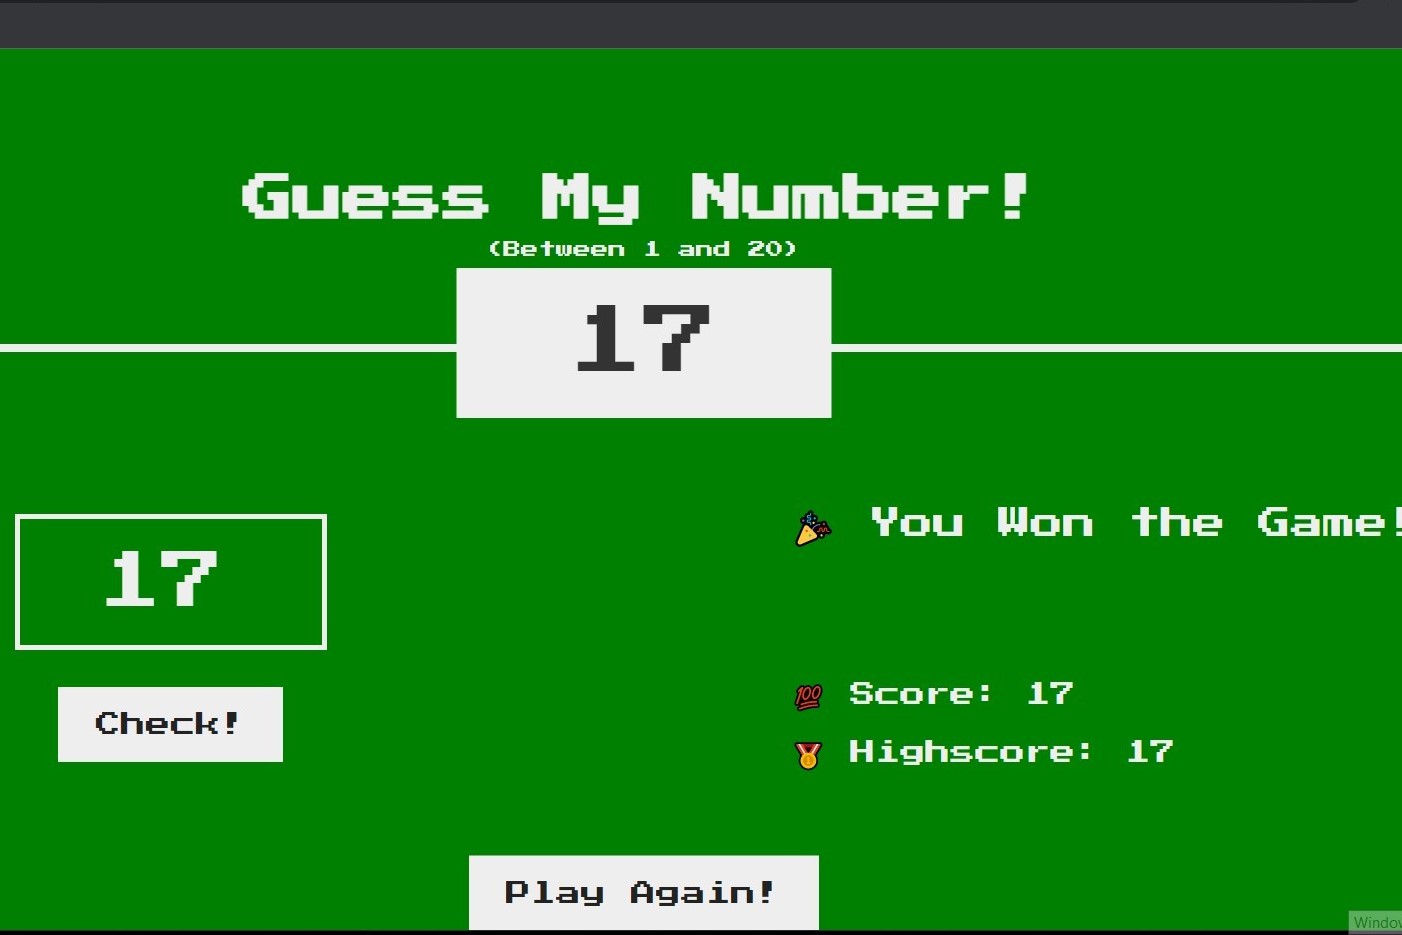 Guess My Number!
(Between 1 and 20)
17
17
Check!
🎉 You Won the Game!
💯 Score: 17
🥇 Highscore: 17
Play Again!